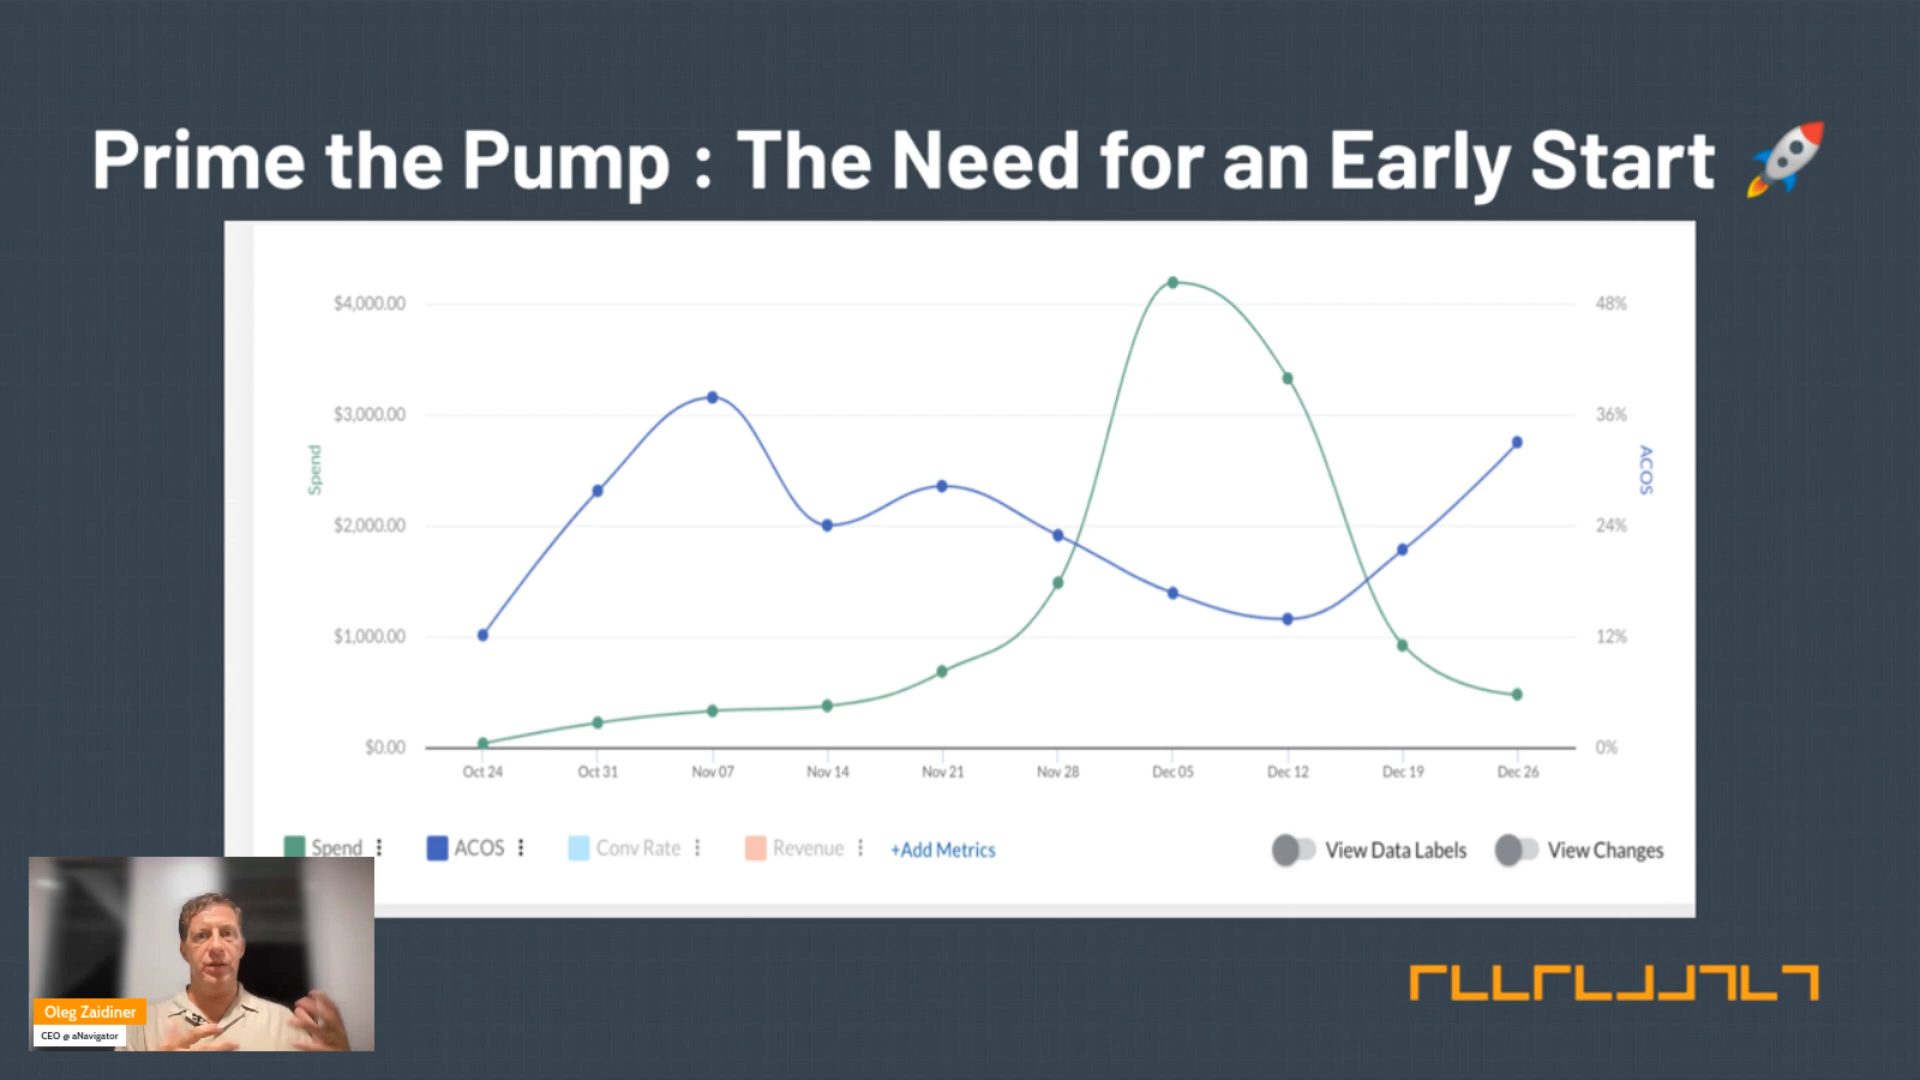 Prime the Pump : The Need for an Early Start 🚀
$4,000.00
48%
$3,000.00
36%
Spend
ACOS
$2,000.00
24%
$1,000.00
12%
$0.00
0%
Oct 24
Oct 31
Nov 07
Nov 14
Nov 21
Nov 28
Dec 05
Dec 12
Dec 19
Dec 26
Spend
ACOS
Conv Rate
Revenue
+Add Metrics
View Data Labels
View Changes
Oleg Zaidiner
CEO @ aNavigator